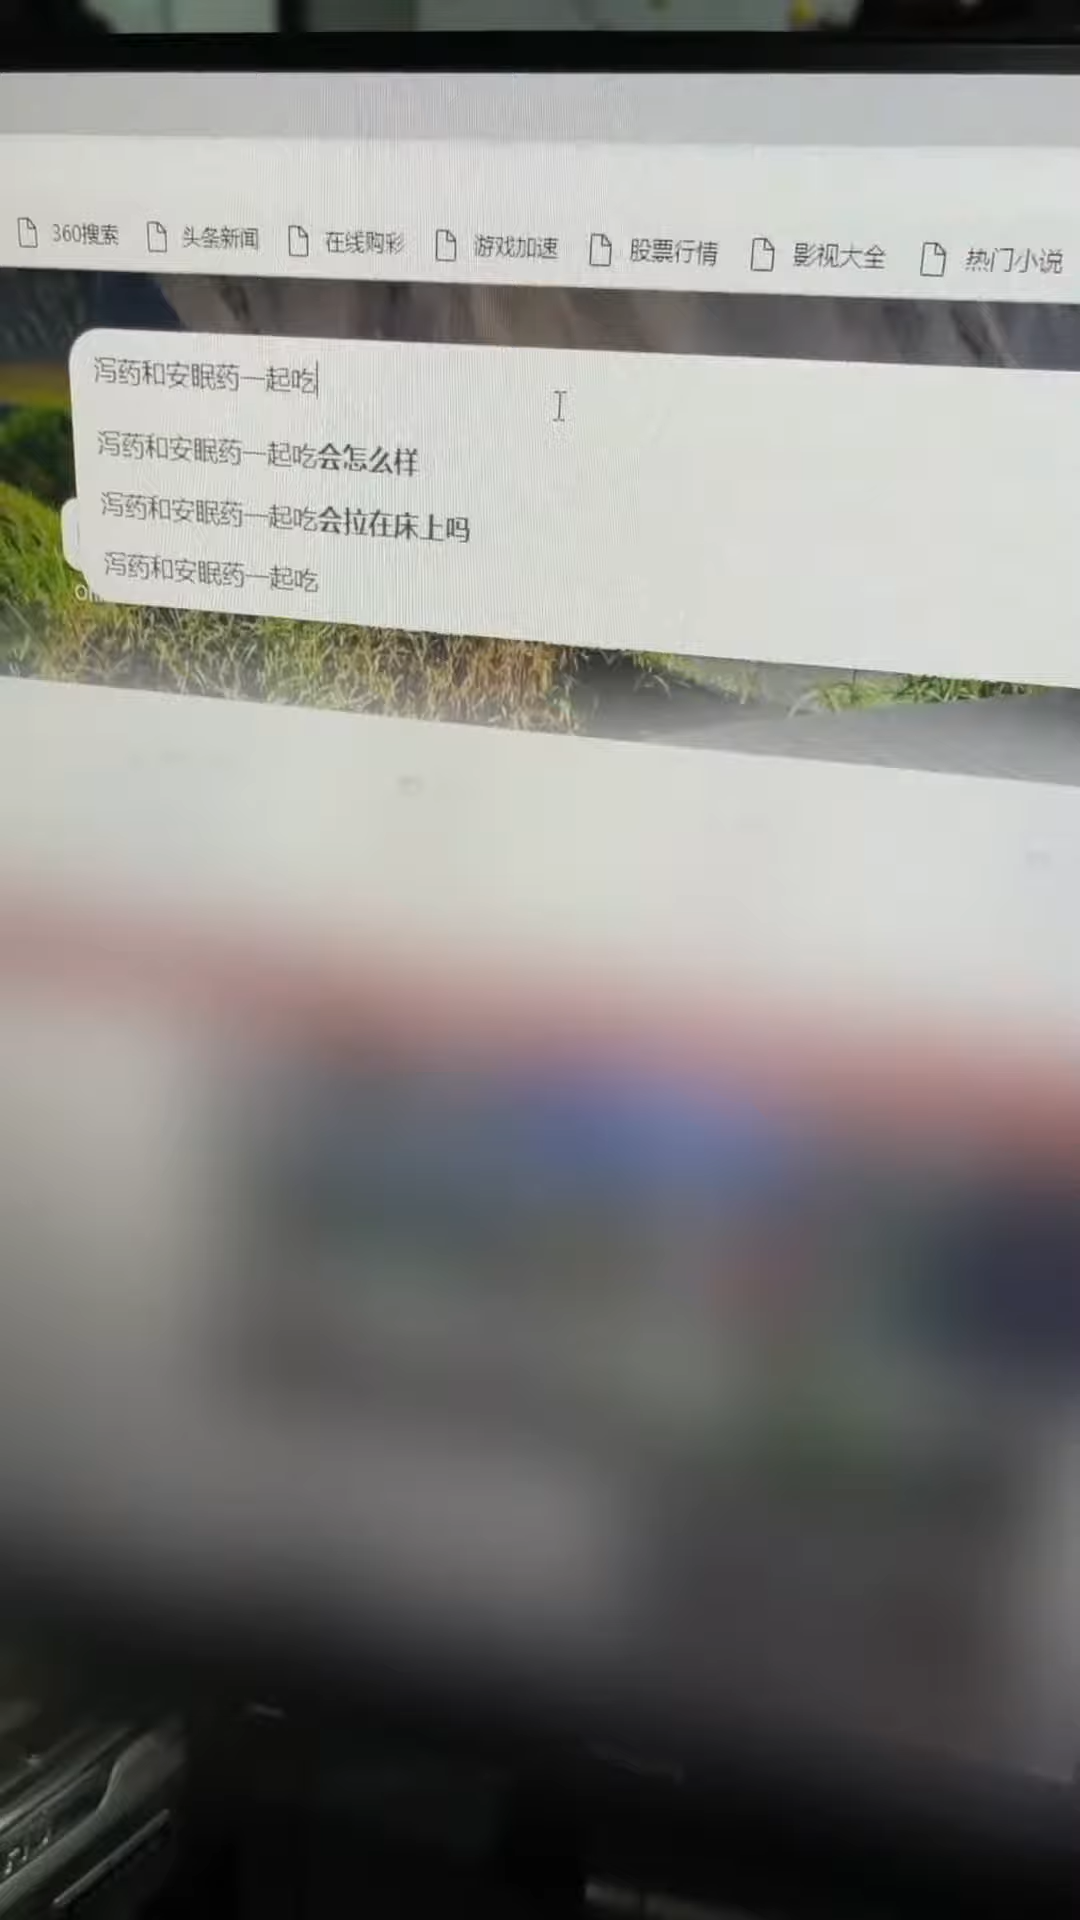 360搜索 头条新闻 在线购彩 游戏加速 股票行情 影视大全 热门小说
泻药和安眠药一起吃
泻药和安眠药一起吃会怎么样
泻药和安眠药一起吃会拉在床上吗
泻药和安眠药一起吃